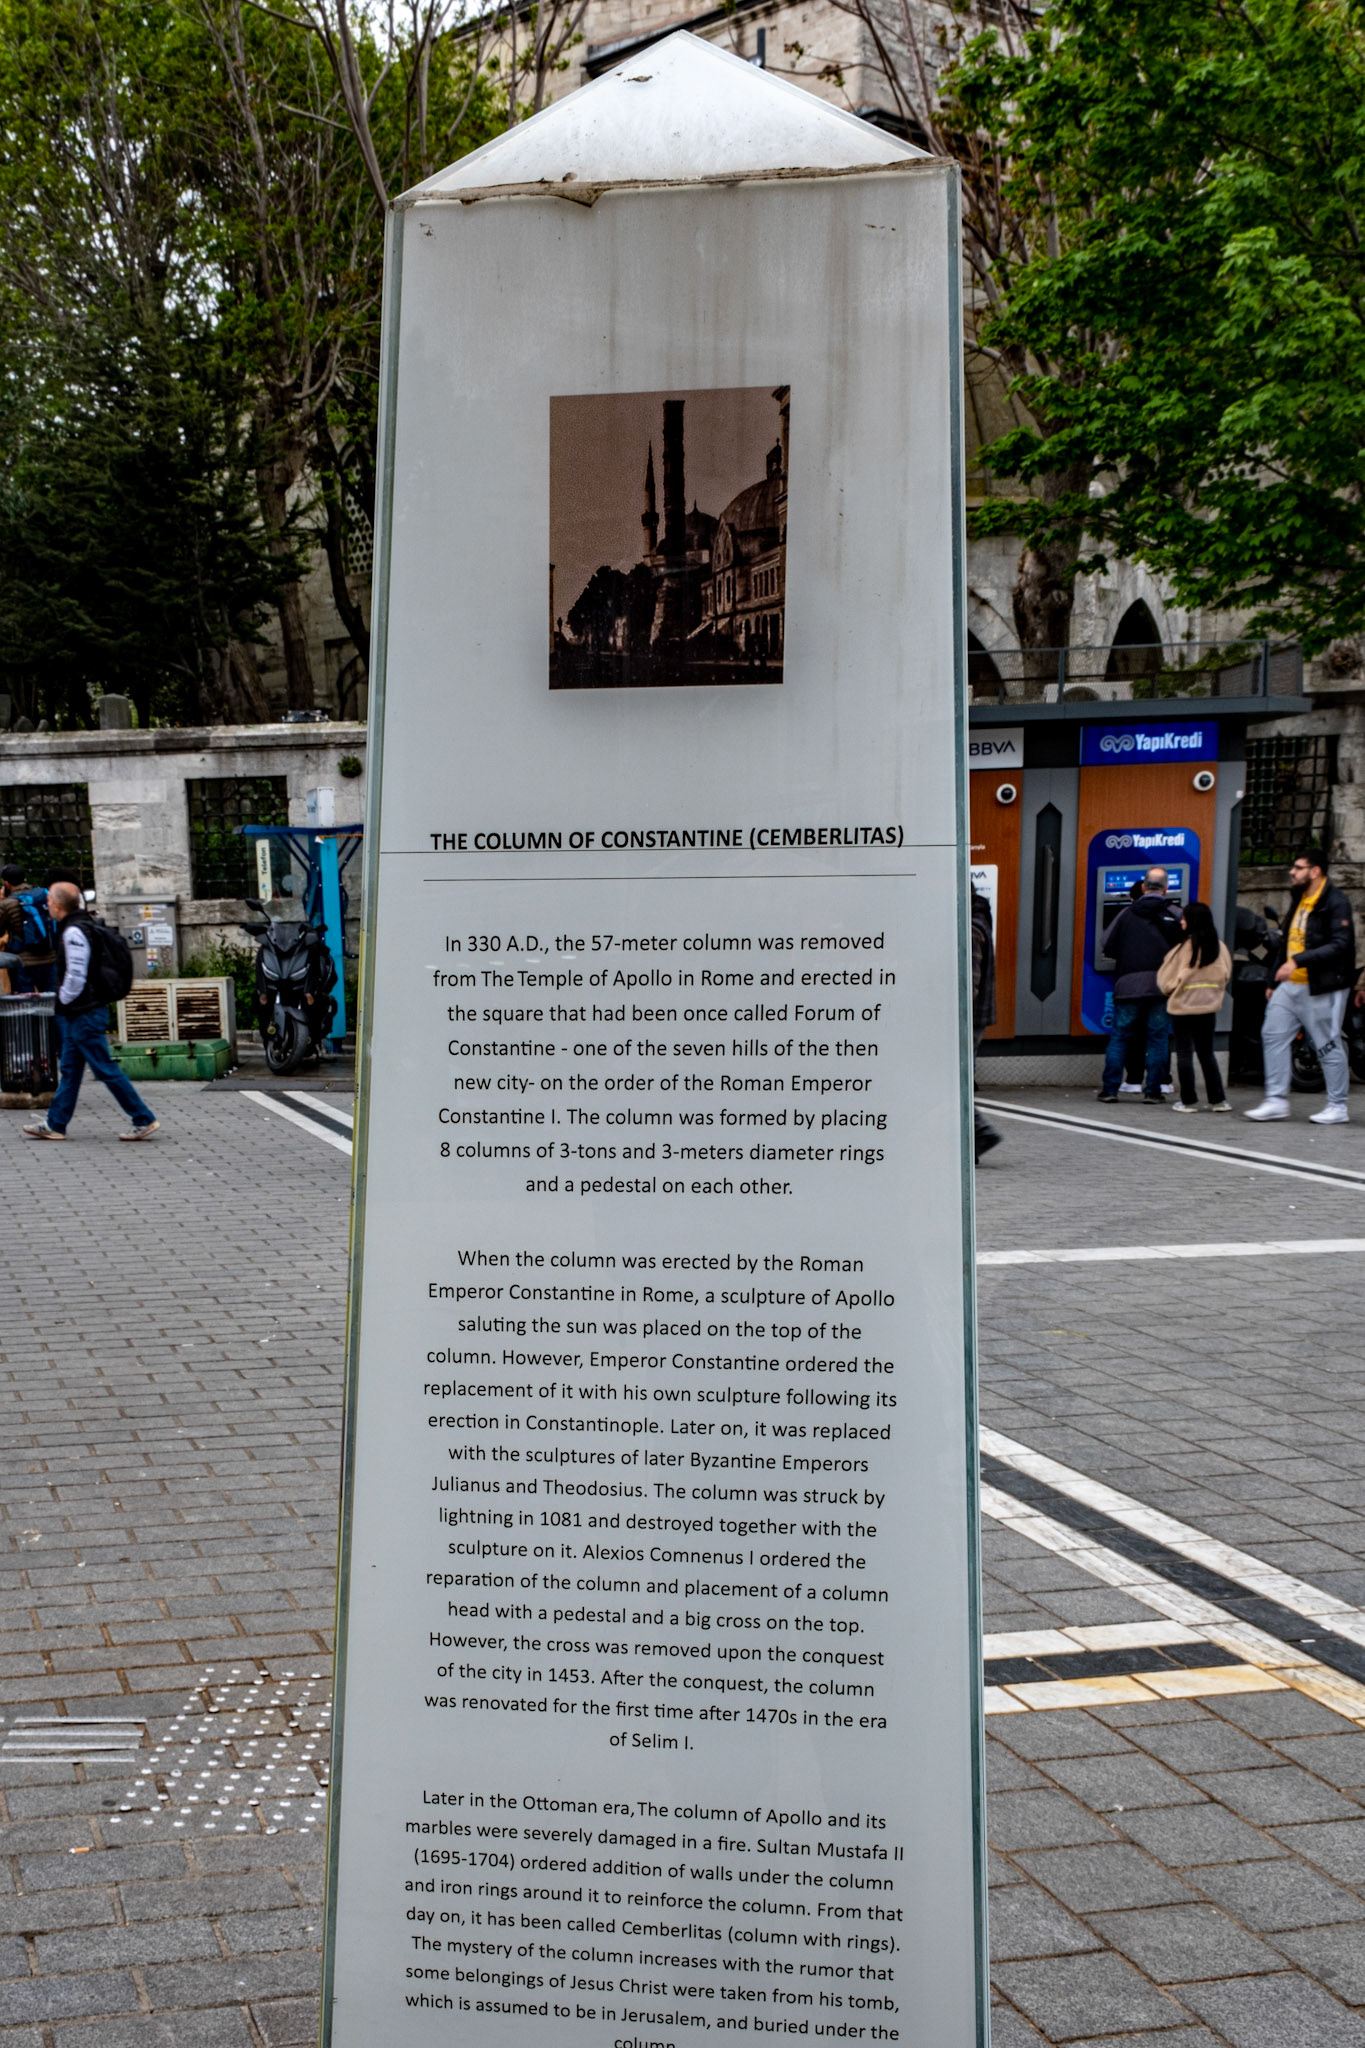 THE COLUMN OF CONSTANTINE (CEMBERLITAS)
In 330 A.D., the 57-meter column was removed
from The Temple of Apollo in Rome and erected in
the square that had been once called Forum of
Constantine - one of the seven hills of the then
new city- on the order of the Roman Emperor
Constantine I. The column was formed by placing
8 columns of 3-tons and 3-meters diameter rings
and a pedestal on each other.
When the column was erected by the Roman
Emperor Constantine in Rome, a sculpture of Apollo
saluting the sun was placed on the top of the
column. However, Emperor Constantine ordered the
replacement of it with his own sculpture following its
erection in Constantinople. Later on, it was replaced
with the sculptures of later Byzantine Emperors
Julianus and Theodosius. The column was struck by
lightning in 1081 and destroyed together with the
sculpture on it. Alexios Comnenus I ordered the
reparation of the column and placement of a column
head with a pedestal and a big cross on the top.
However, the cross was removed upon the conquest
of the city in 1453. After the conquest, the column
was renovated for the first time after 1470s in the era
of Selim I.
Later in the Ottoman era, The column of Apollo and its
marbles were severely damaged in a fire. Sultan Mustafa II
(1695-1704) ordered addition of walls under the column
and iron rings around it to reinforce the column. From that
day on, it has been called Cemberlitas (column with rings).
The mystery of the column increases with the rumor that
some belongings of Jesus Christ were taken from his tomb,
which is assumed to be in Jerusalem, and buried under the
column
BBVA
YapıKredi
YapıKredi
Telefon